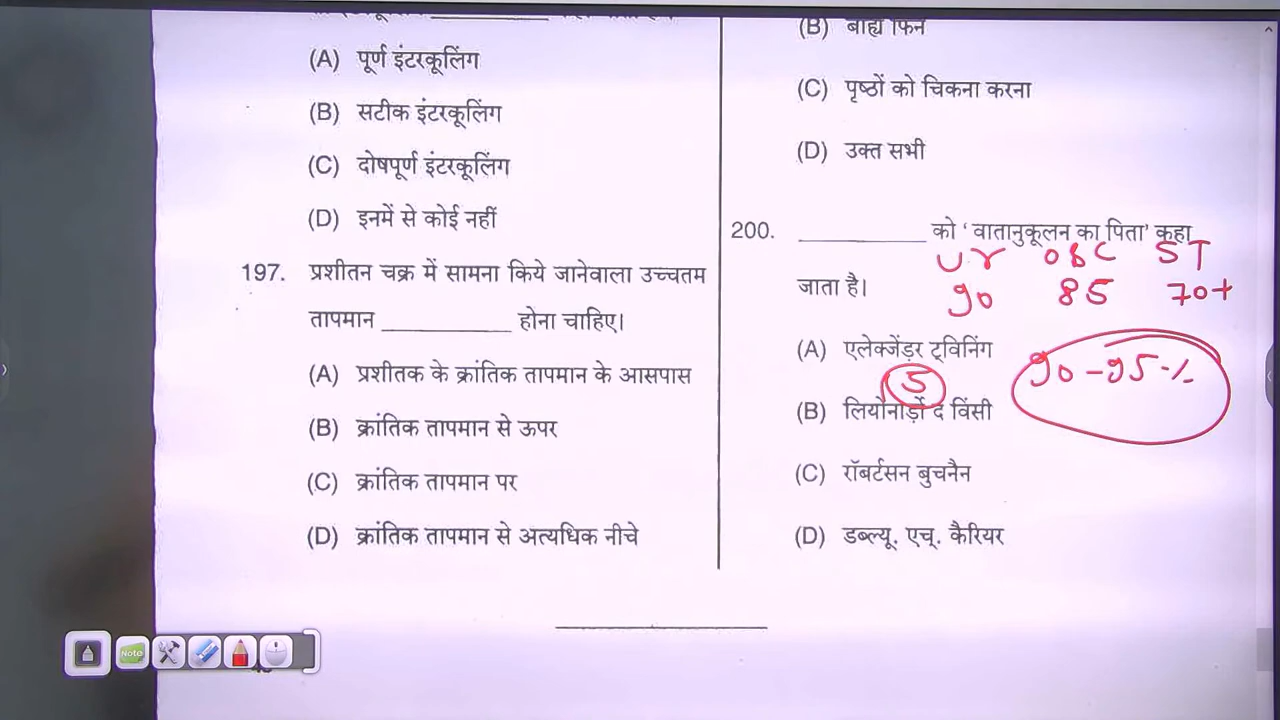 (A) पूर्ण इंटरकूलिंग
(B) सटीक इंटरकूलिंग
(C) दोषपूर्ण इंटरकूलिंग
(D) इनमें से कोई नहीं
197. प्रशीतन चक्र में सामना किये जानेवाला उच्चतम
तापमान ____________ होना चाहिए।
(A) प्रशीतक के क्रांतिक तापमान के आसपास
(B) क्रांतिक तापमान से ऊपर
(C) क्रांतिक तापमान पर
(D) क्रांतिक तापमान से अत्यधिक नीचे
(B) बाह्य फिन
(C) पृष्ठों को चिकना करना
(D) उक्त सभी
200. ____________ को 'वातानुकूलन का पिता' कहा
UR OBC ST
जाता है।
90 85 70+
(A) एलेक्जेंड़र ट्विनिंग
90-95%
5
(B) लियोनार्ड़ो द विंसी
(C) रॉबर्टसन बुचनैन
(D) डब्ल्यू. एच्. कैरियर
Note